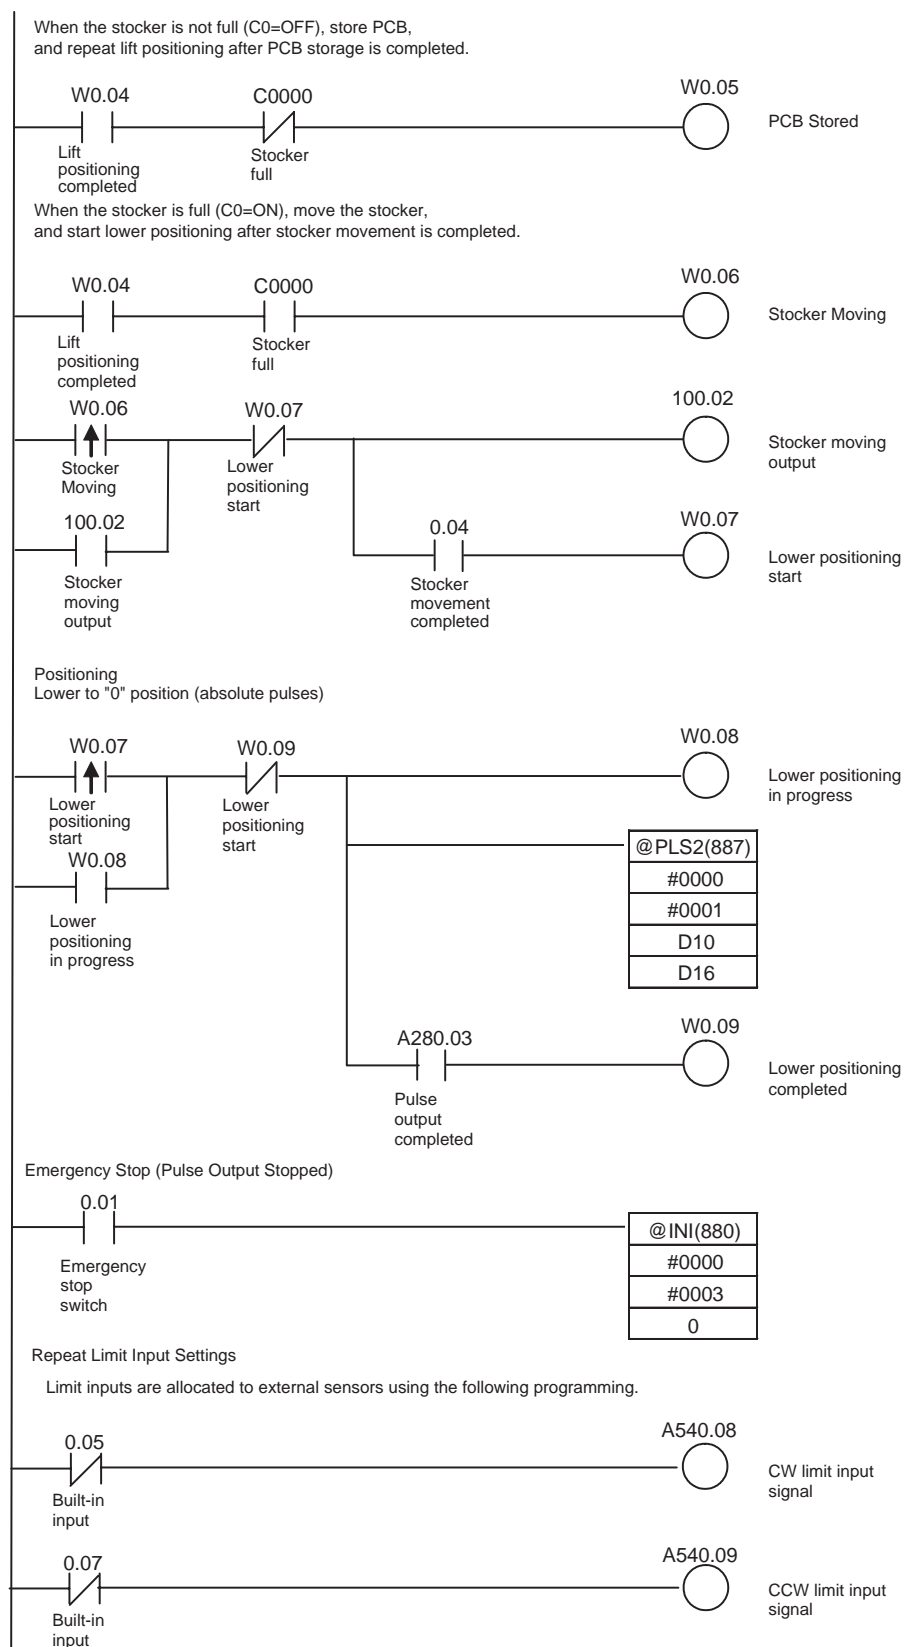 When the stocker is not full (C0=OFF), store PCB,
and repeat lift positioning after PCB storage is completed.
W0.04
C0000
W0.05
PCB Stored
Lift
positioning
completed
Stocker
full
When the stocker is full (C0=ON), move the stocker,
and start lower positioning after stocker movement is completed.
W0.04
C0000
W0.06
Stocker Moving
Lift
positioning
completed
Stocker
full
W0.06
W0.07
100.02
Stocker
Moving
Lower
positioning
start
Stocker moving
output
100.02
0.04
W0.07
Stocker
moving
output
Stocker
movement
completed
Lower positioning
start
Positioning
Lower to "0" position (absolute pulses)
W0.07
W0.09
W0.08
Lower
positioning
start
Lower
positioning
start
Lower positioning
in progress
W0.08
Lower
positioning
in progress
@PLS2(887)
#0000
#0001
D10
D16
A280.03
W0.09
Pulse
output
completed
Lower positioning
completed
Emergency Stop (Pulse Output Stopped)
0.01
Emergency
stop
switch
@INI(880)
#0000
#0003
0
Repeat Limit Input Settings
Limit inputs are allocated to external sensors using the following programming.
0.05
A540.08
Built-in
input
CW limit input
signal
0.07
A540.09
Built-in
input
CCW limit input
signal